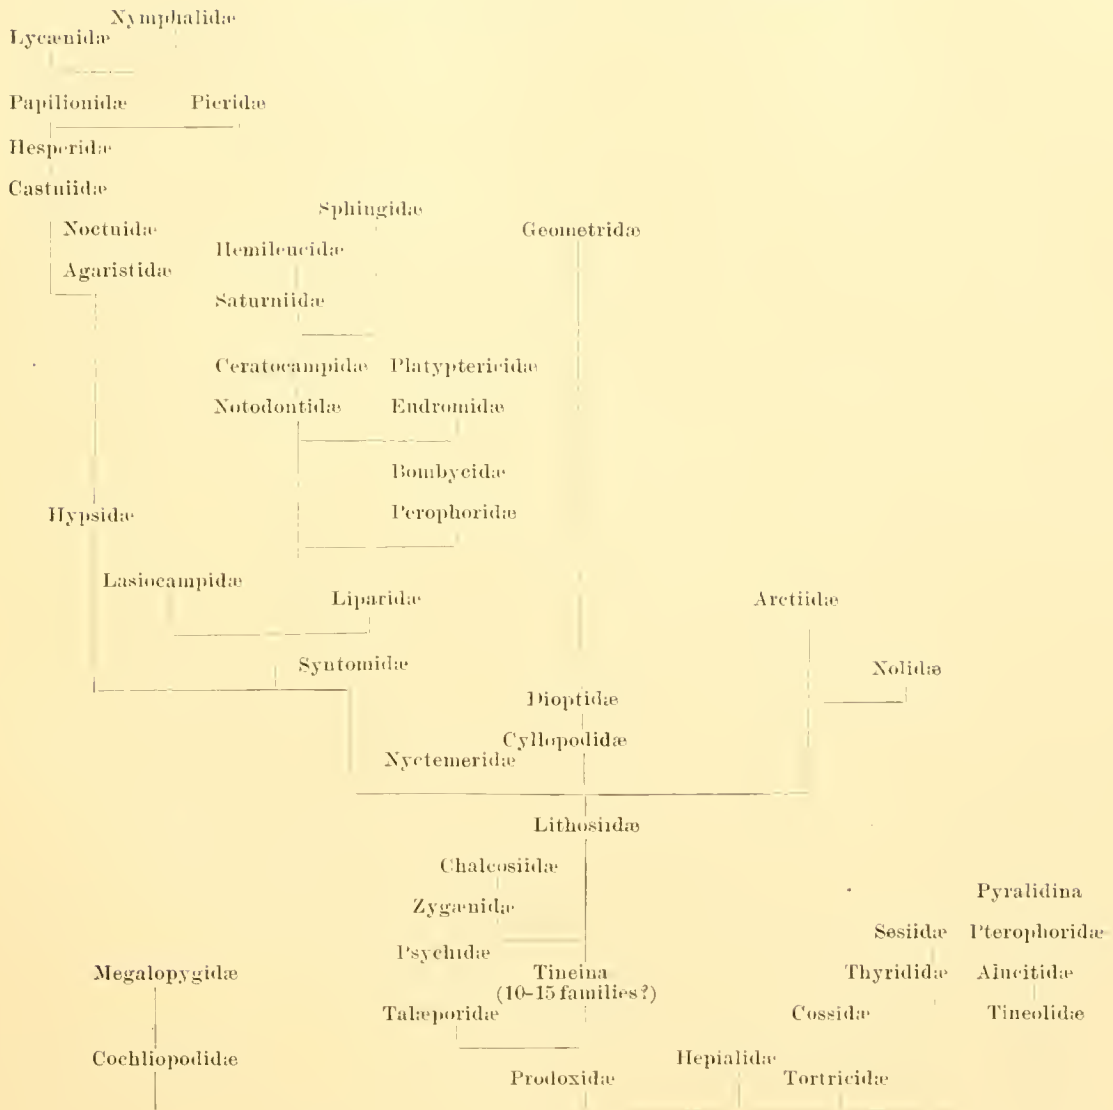 Nymphalidæ
Lycænidæ
Papilionidæ Pieridæ
Hesperidæ
Castniidæ
Sphingidæ
Noctuidæ Geometridæ
Hemileucidæ
Agaristidæ
Saturniidæ
Ceratocampidæ Platyptericidæ
Notodontidæ Endromidæ
Bombycidæ
Hypsidæ Perophoridæ
Lasiocampidæ
Liparidæ Arctiidæ
Syntomidæ Nolidæ
Dioptidæ
Cyllopodidæ
Nyctemeridæ
Lithosiidæ
Chalcosiidæ
Pyralidina
Zygænidæ
Sesiidæ Pterophoridæ
Psychidæ
Megalopygidæ Tineina Thyrididæ Alucitidæ
(10-15 families?)
Talæporidæ Cossidæ Tineolidæ
Cochliopodidæ Hepialidæ
Prodoxidæ Tortricidæ